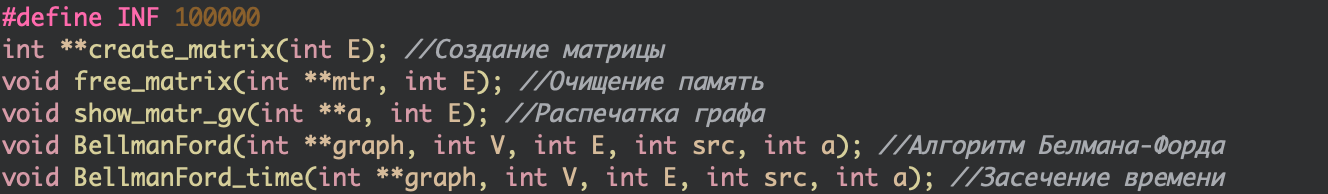 #define INF 100000
int **create_matrix(int E); //Создание матрицы
void free_matrix(int **mtr, int E); //Очищение память
void show_matr_gv(int **a, int E); //Распечатка графа
void BellmanFord(int **graph, int V, int E, int src, int a); //Алгоритм Белмана-Форда
void BellmanFord_time(int **graph, int V, int E, int src, int a); //Засечение времени